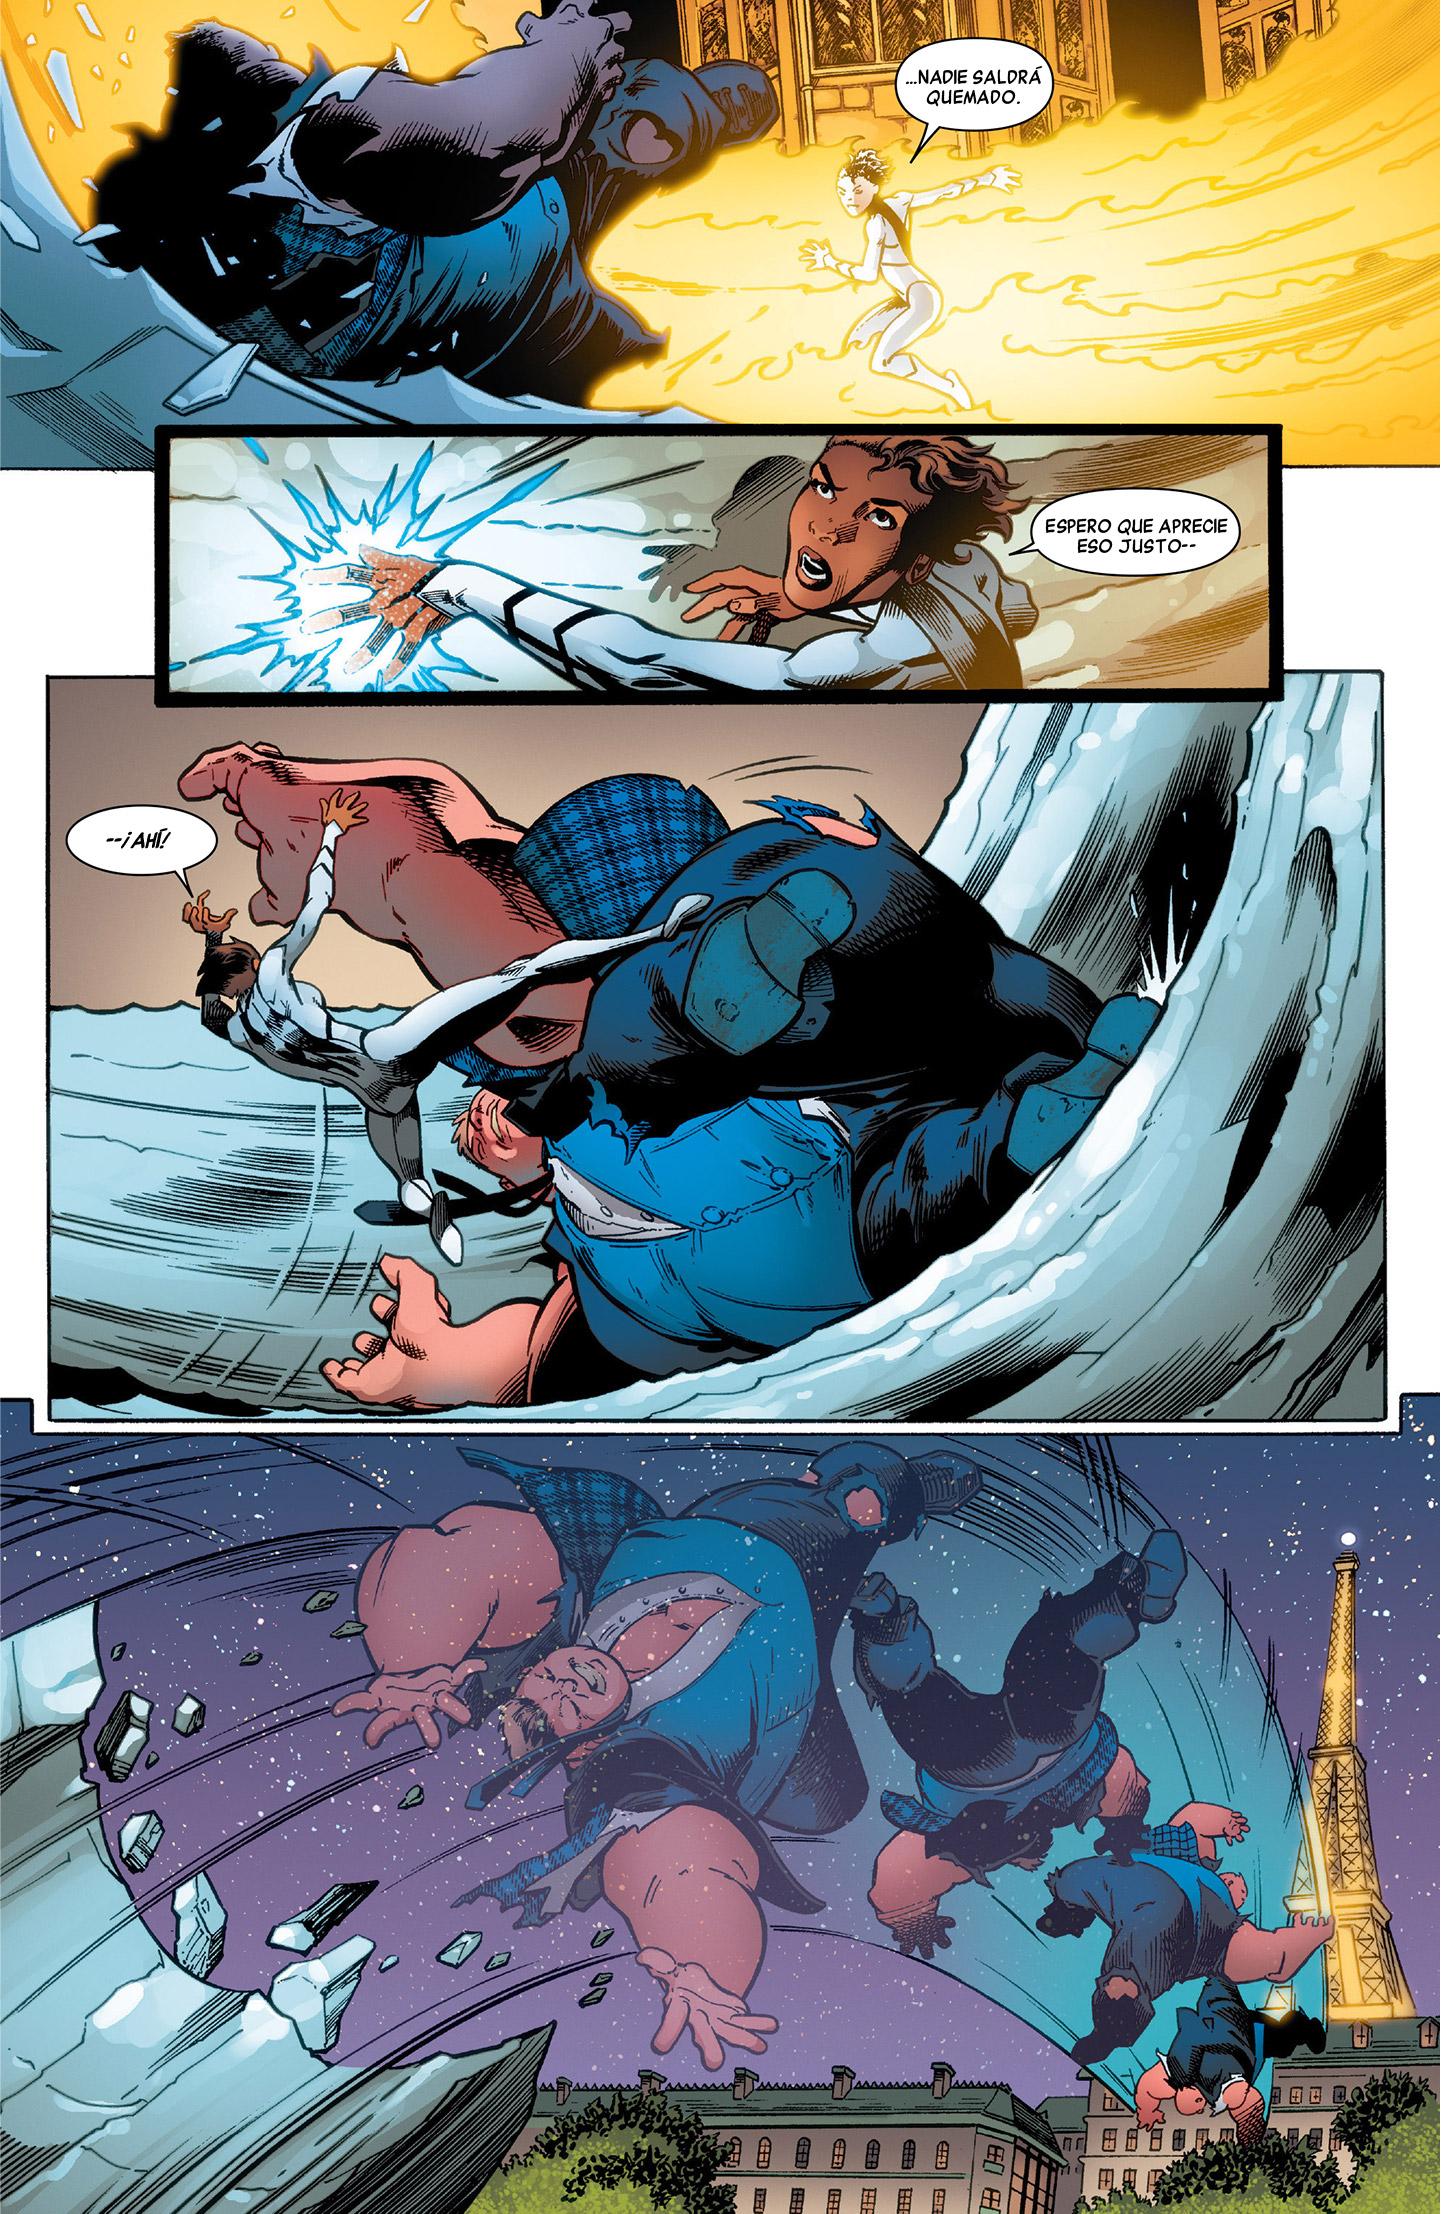 ...NADIE SALDRÁ
QUEMADO.
ESPERO QUE APRECIE
ESO JUSTO--
--¡AHÍ!